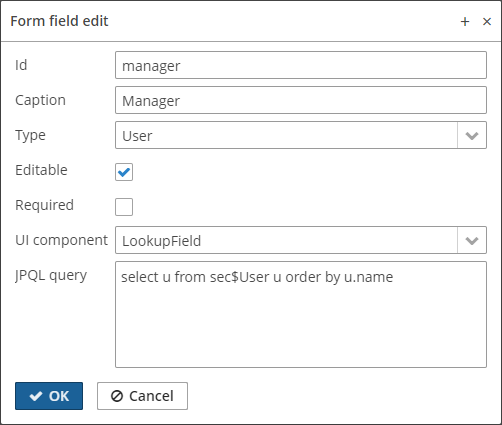 Form field edit
Id manager
Caption Manager
Type User
Editable
Required
UI component LookupField
JPQL query select u from sec$User u order by u.name
OK Cancel